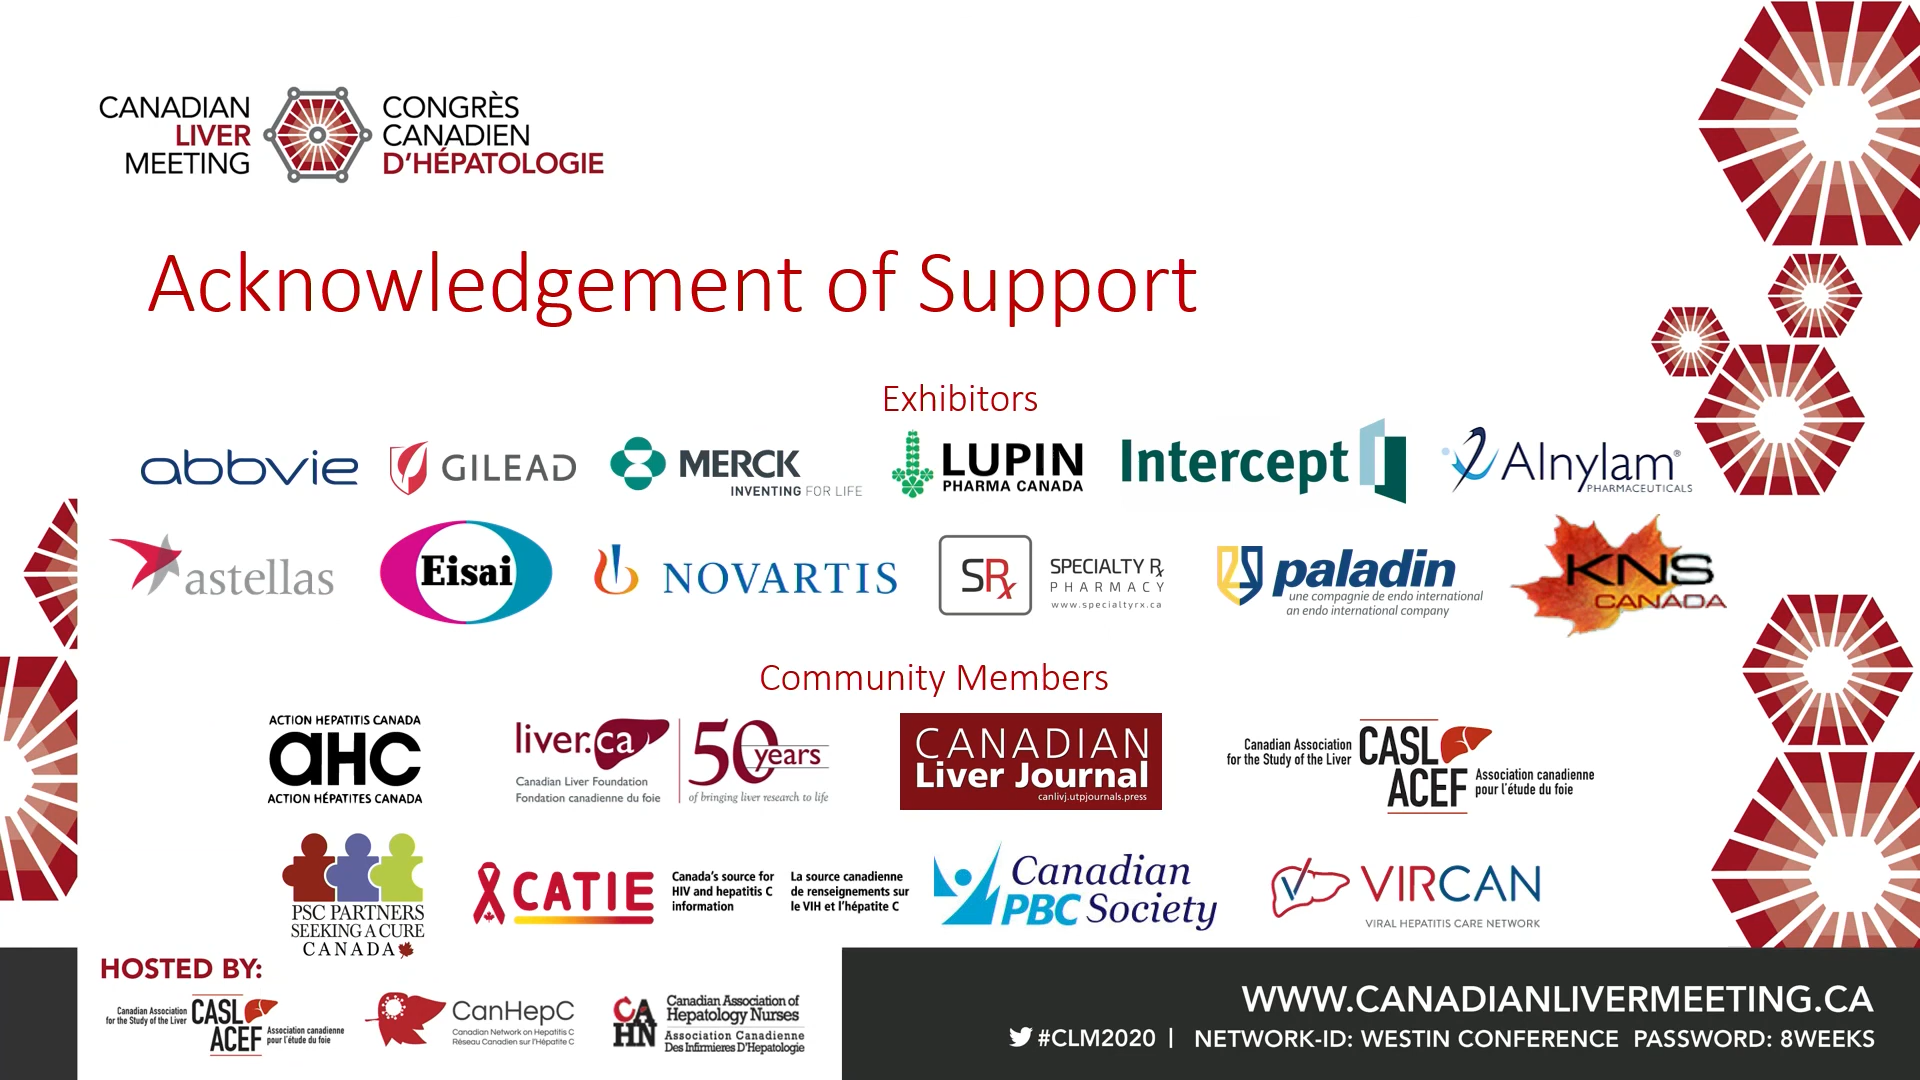 CANADIAN
LIVER
MEETING
CONGRÈS
CANADIEN
D'HÉPATOLOGIE
Acknowledgement of Support
Exhibitors
abbvie
GILEAD
MERCK
INVENTING FOR LIFE
LUPIN
PHARMA CANADA
Intercept
Alnylam®
PHARMACEUTICALS
astellas
Eisai
NOVARTIS
SRx
SPECIALTY Rx
PHARMACY
www.specialtyrx.ca
paladin
une compagnie de endo international
an endo international company
KNS
CANADA
Community Members
ACTION HEPATITIS CANADA
aHC
ACTION HÉPATITES CANADA
liver.ca
Canadian Liver Foundation
Fondation canadienne du foie
50 years
of bringing liver research to life
CANADIAN
Liver Journal
canlivj.utpjournals.press
Canadian Association
for the Study of the Liver
CASL
ACEF
Association canadienne
pour l'étude du foie
PSC PARTNERS
SEEKING A CURE
CANADA
CATIE
Canada's source for
HIV and hepatitis C
information
La source canadienne
de renseignements sur
le VIH et l'hépatite C
Canadian
PBC Society
VIRCAN
VIRAL HEPATITIS CARE NETWORK
HOSTED BY:
Canadian Association
for the Study of the Liver
CASL
ACEF
Association canadienne
pour l'étude du foie
CanHepC
Canadian Network on Hepatitis C
Réseau Canadien sur l'Hépatite C
CA
HN
Canadian Association of
Hepatology Nurses
Association Canadienne
Des Infirmieres D'Hepatologie
WWW.CANADIANLIVERMEETING.CA
#CLM2020 | NETWORK-ID: WESTIN CONFERENCE PASSWORD: 8WEEKS